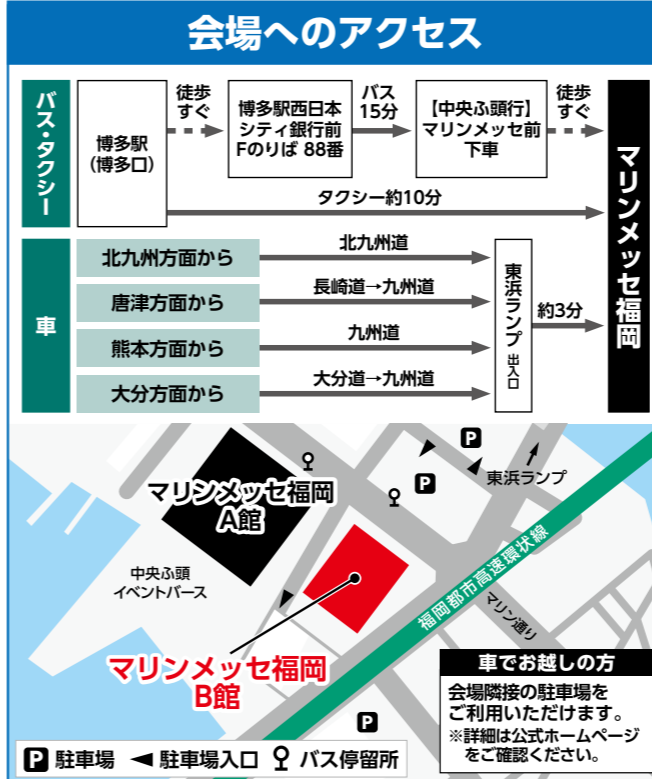 会場へのアクセス
バス・タクシー
博多駅
(博多口)
徒歩
すぐ
博多駅西日本
シティ銀行前
Fのりば 88番
バス
15分
【中央ふ頭行】
マリンメッセ前
下車
徒歩
すぐ
タクシー約10分
マリンメッセ福岡
車
北九州方面から
北九州道
唐津方面から
長崎道→九州道
熊本方面から
九州道
大分方面から
大分道→九州道
東浜ランプ 出入口
約3分
P
東浜ランプ
P
マリンメッセ福岡
A館
中央ふ頭
イベントバース
福岡都市高速環状線
マリン通り
マリンメッセ福岡
B館
P
車でお越しの方
会場隣接の駐車場を
ご利用いただけます。
※詳細は公式ホームページ
をご確認ください。
P 駐車場 ◀ 駐車場入口 バス停留所